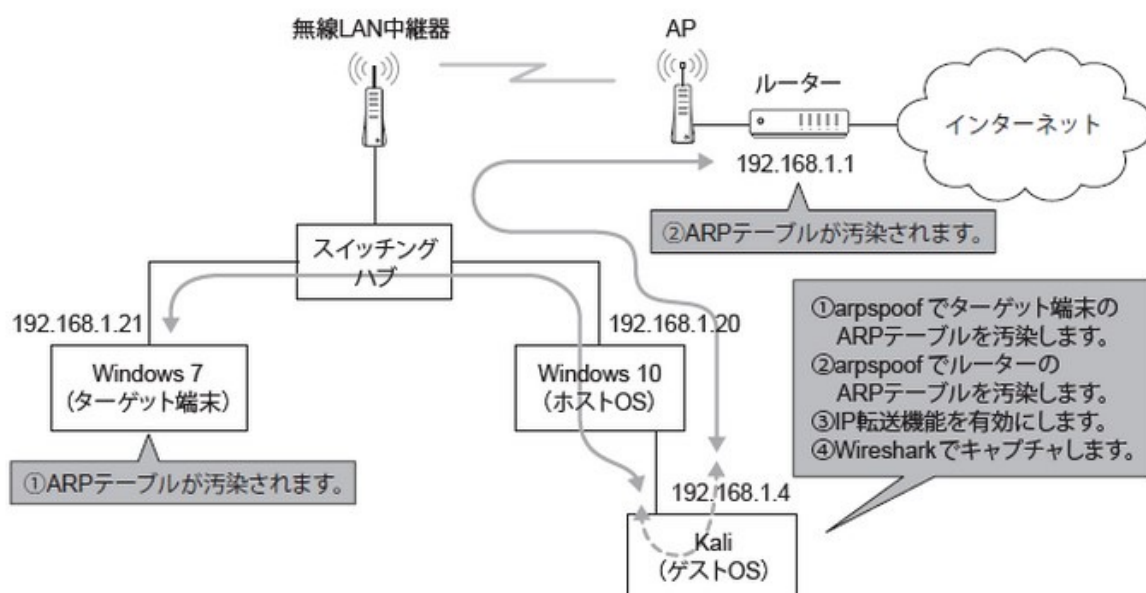 無線LAN中継器
AP
ルーター
インターネット
192.168.1.1
②ARPテーブルが汚染されます。
スイッチング
ハブ
192.168.1.21
192.168.1.20
Windows 7
(ターゲット端末)
Windows 10
(ホストOS)
①arpspoofでターゲット端末の
ARPテーブルを汚染します。
②arpspoofでルーターの
ARPテーブルを汚染します。
③IP転送機能を有効にします。
④Wiresharkでキャプチャします。
①ARPテーブルが汚染されます。
192.168.1.4
Kali
(ゲストOS)